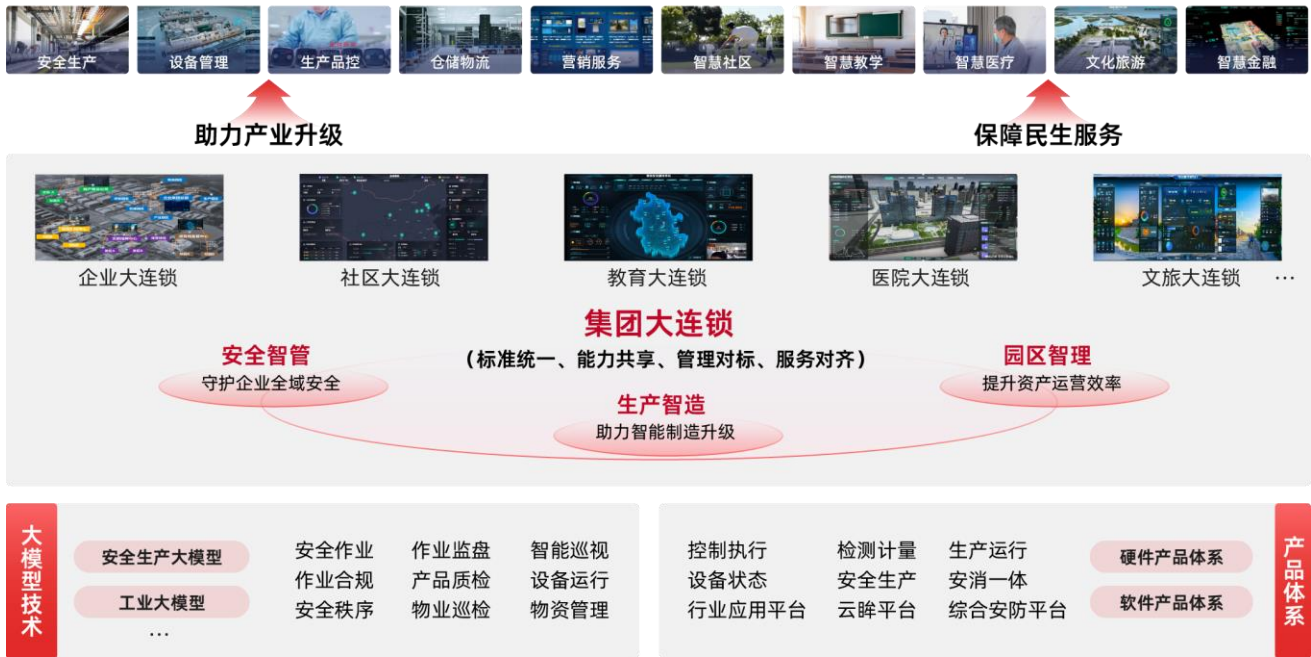 安全生产
设备管理
生产品控
仓储物流
营销服务
智慧社区
智慧教学
智慧医疗
文化旅游
智慧金融
助力产业升级
保障民生服务
企业大连锁
社区大连锁
教育大连锁
医院大连锁
文旅大连锁
…
集团大连锁
(标准统一、能力共享、管理对标、服务对齐)
安全智管
守护企业全域安全
园区智理
提升资产运营效率
生产智造
助力智能制造升级
大模型技术
安全生产大模型
工业大模型
…
安全作业 作业监盘 智能巡视
作业合规 产品质检 设备运行
安全秩序 物业巡检 物资管理
控制执行 检测计量 生产运行
设备状态 安全生产 安消一体
行业应用平台 云眸平台 综合安防平台
硬件产品体系
软件产品体系
产品体系